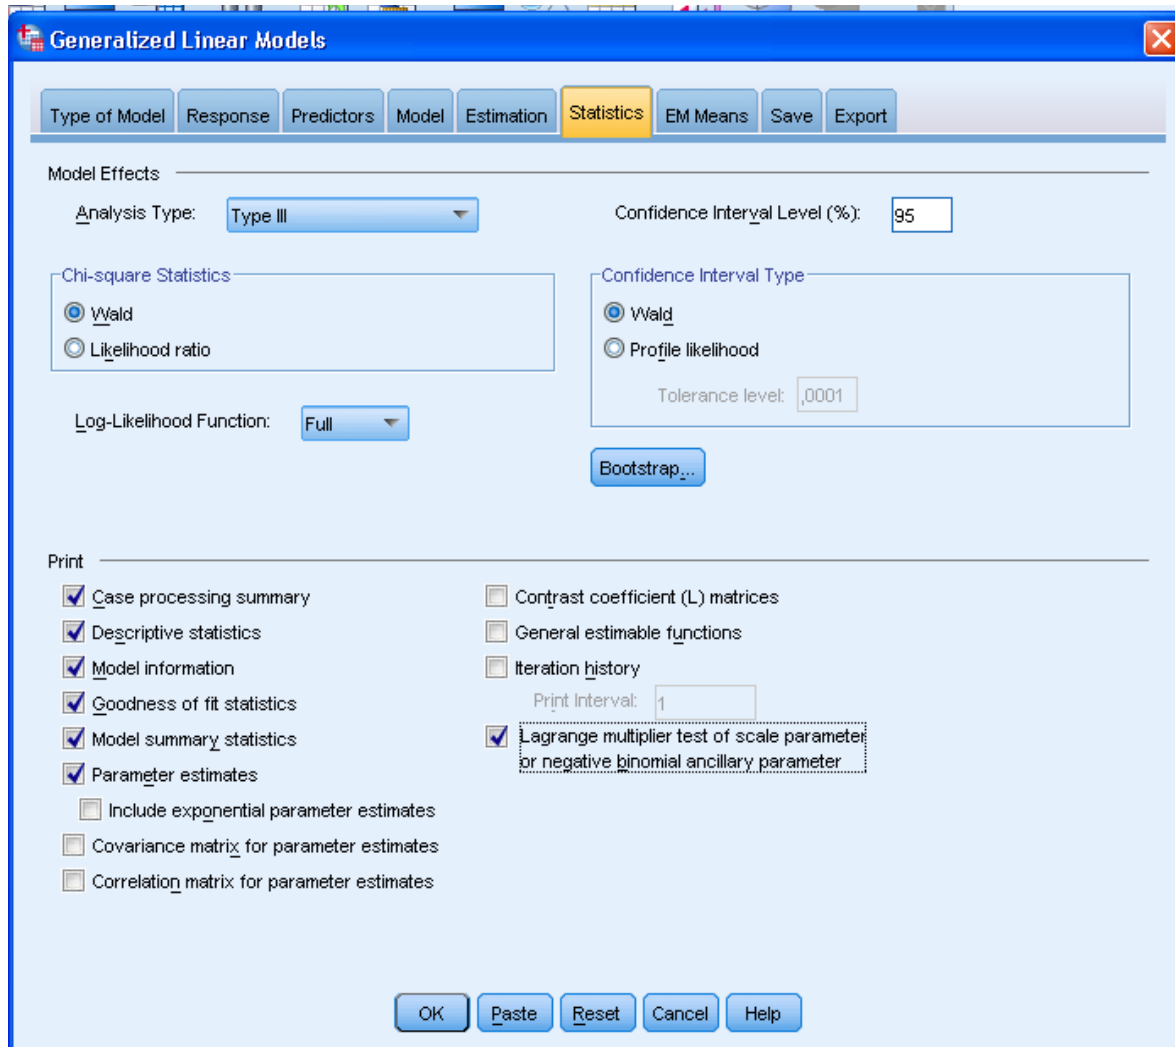 Generalized Linear Models
Type of Model Response Predictors Model Estimation Statistics EM Means Save Export
Model Effects
Analysis Type: Type III Confidence Interval Level (%): 95
Chi-square Statistics
Wald
Likelihood ratio
Log-Likelihood Function: Full
Confidence Interval Type
Wald
Profile likelihood
Tolerance level: ,0001
Bootstrap...
Print
Case processing summary
Descriptive statistics
Model information
Goodness of fit statistics
Model summary statistics
Parameter estimates
Include exponential parameter estimates
Covariance matrix for parameter estimates
Correlation matrix for parameter estimates
Contrast coefficient (L) matrices
General estimable functions
Iteration history
Print Interval: 1
Lagrange multiplier test of scale parameter
or negative binomial ancillary parameter
OK Paste Reset Cancel Help